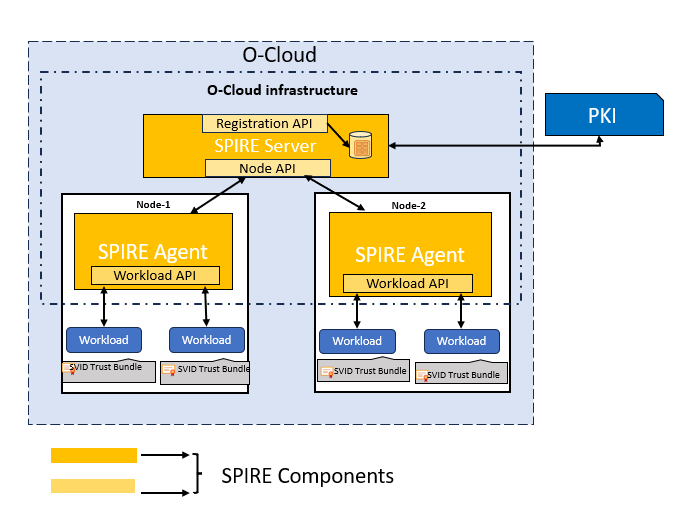 O-Cloud
O-Cloud infrastructure
Registration API
SPIRE Server
Node API
PKI
Node-1
SPIRE Agent
Workload API
Node-2
SPIRE Agent
Workload API
Workload
Workload
Workload
Workload
SVID Trust Bundle
SVID Trust Bundle
SVID Trust Bundle
SVID Trust Bundle
SPIRE Components